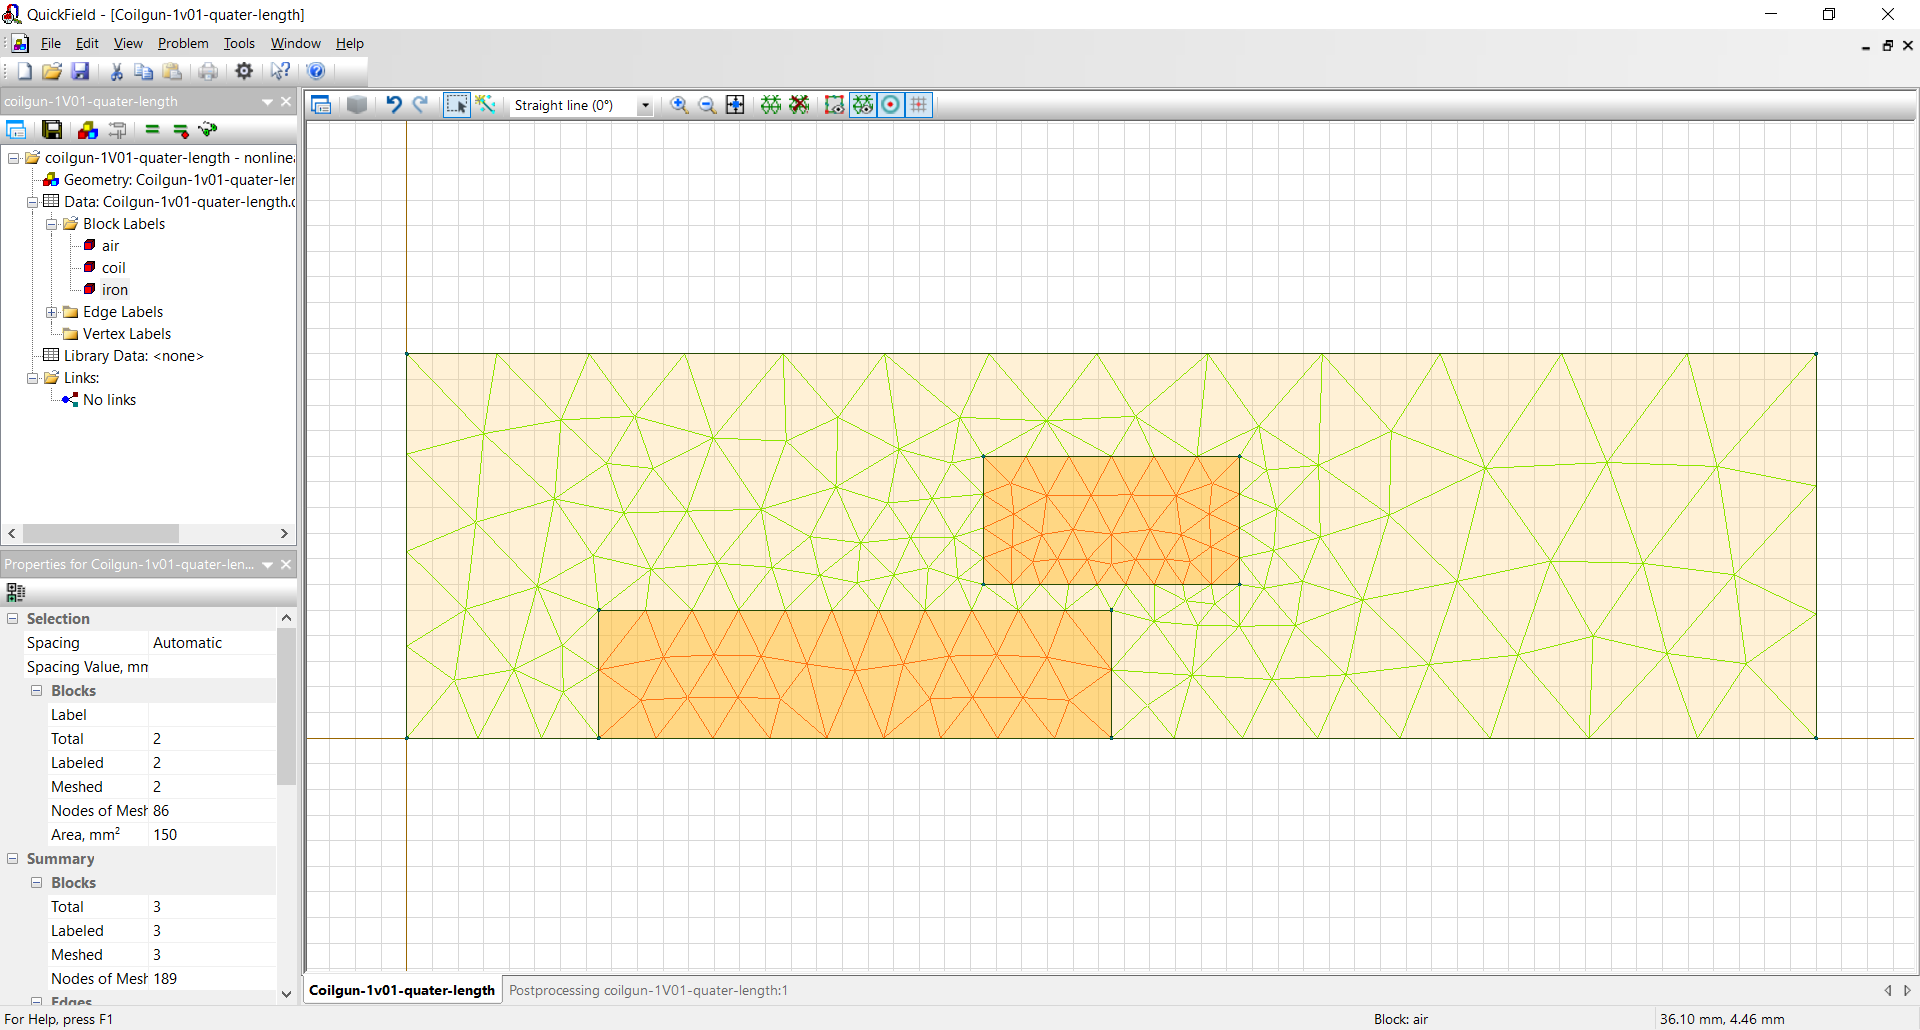 QuickField - [Coilgun-1v01-quater-length]
File Edit View Problem Tools Window Help
coilgun-1V01-quater-length
Straight line (0°)
coilgun-1V01-quater-length - nonlinea
Geometry: Coilgun-1v01-quater-ler
Data: Coilgun-1v01-quater-length.d
Block Labels
air
coil
iron
Edge Labels
Vertex Labels
Library Data: <none>
Links:
No links
Properties for Coilgun-1v01-quater-len...
Selection
Spacing Automatic
Spacing Value, mm
Blocks
Label
Total 2
Labeled 2
Meshed 2
Nodes of Mesh 86
Area, mm² 150
Summary
Blocks
Total 3
Labeled 3
Meshed 3
Nodes of Mesh 189
Edges
Coilgun-1v01-quater-length Postprocessing coilgun-1V01-quater-length:1
For Help, press F1 Block: air 36.10 mm, 4.46 mm